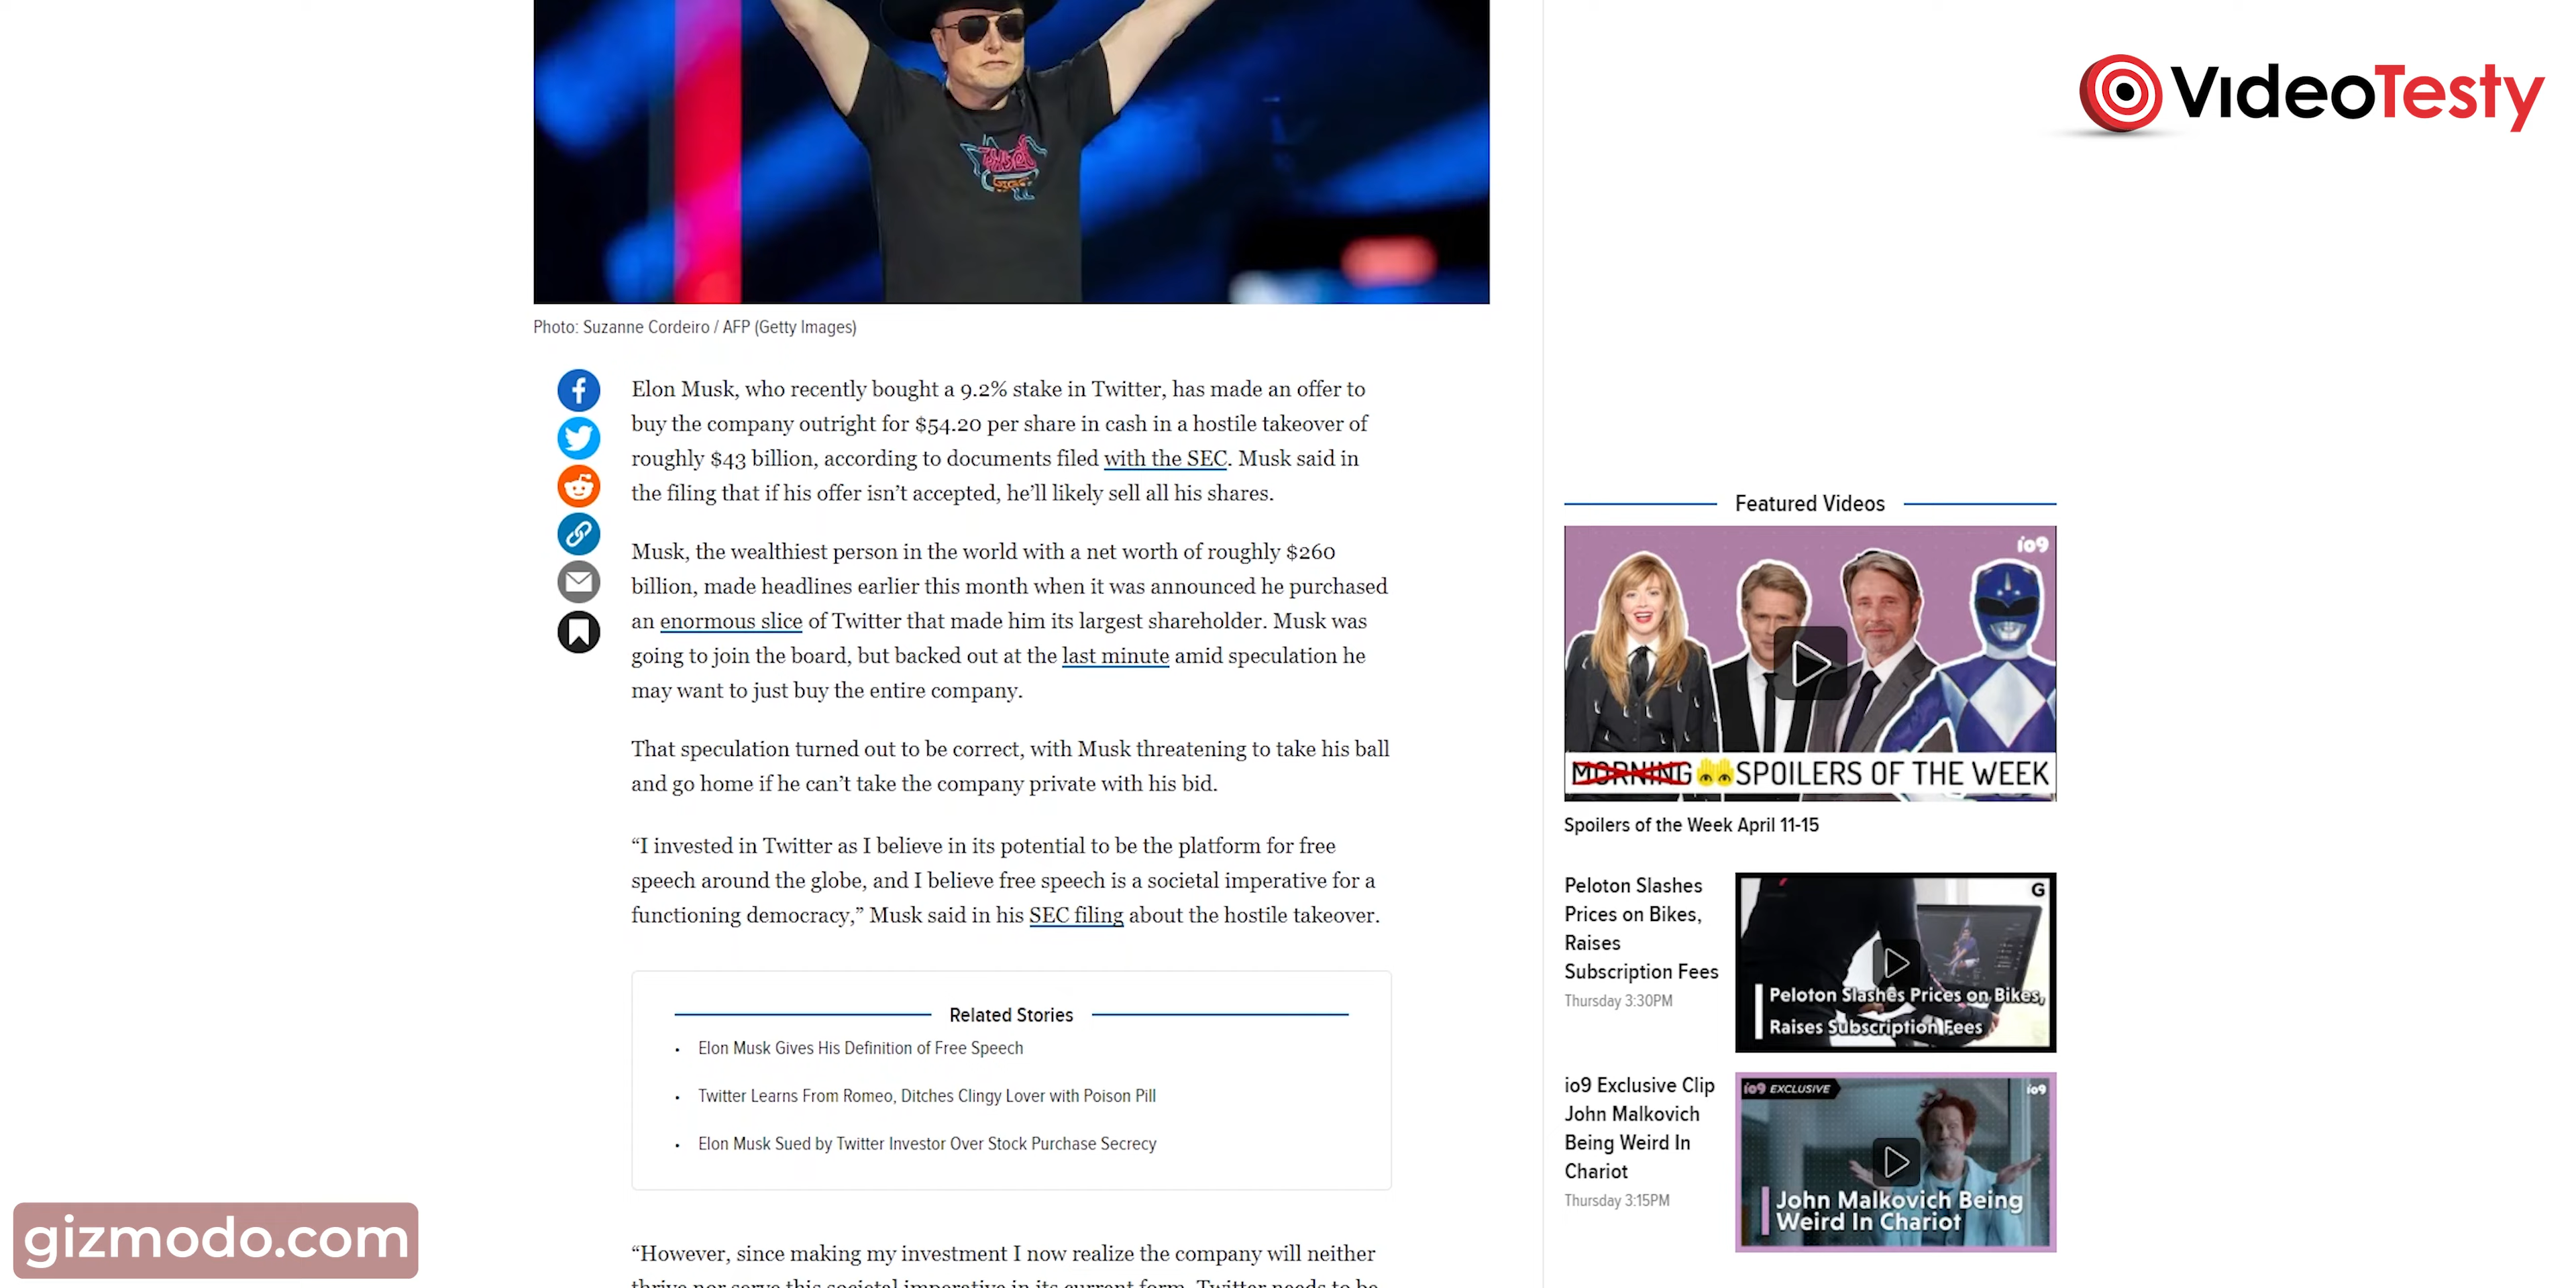 VideoTesty
Photo: Suzanne Cordeiro / AFP (Getty Images)
Elon Musk, who recently bought a 9.2% stake in Twitter, has made an offer to
buy the company outright for $54.20 per share in cash in a hostile takeover of
roughly $43 billion, according to documents filed with the SEC. Musk said in
the filing that if his offer isn’t accepted, he’ll likely sell all his shares.
Musk, the wealthiest person in the world with a net worth of roughly $260
billion, made headlines earlier this month when it was announced he purchased
an enormous slice of Twitter that made him its largest shareholder. Musk was
going to join the board, but backed out at the last minute amid speculation he
may want to just buy the entire company.
That speculation turned out to be correct, with Musk threatening to take his ball
and go home if he can’t take the company private with his bid.
“I invested in Twitter as I believe in its potential to be the platform for free
speech around the globe, and I believe free speech is a societal imperative for a
functioning democracy,” Musk said in his SEC filing about the hostile takeover.
Related Stories
• Elon Musk Gives His Definition of Free Speech
• Twitter Learns From Romeo, Ditches Clingy Lover with Poison Pill
• Elon Musk Sued by Twitter Investor Over Stock Purchase Secrecy
“However, since making my investment I now realize the company will neither
thrive nor serve this societal imperative in its current form. Twitter needs to be
Featured Videos
io9
MORNING SPOILERS OF THE WEEK
Spoilers of the Week April 11-15
Peloton Slashes
Prices on Bikes,
Raises
Subscription Fees
Thursday 3:30PM
G
Peloton Slashes Prices on Bikes,
Raises Subscription Fees
io9 Exclusive Clip
John Malkovich
Being Weird In
Chariot
Thursday 3:15PM
io9 EXCLUSIVE
io9
John Malkovich Being
Weird In Chariot
gizmodo.com